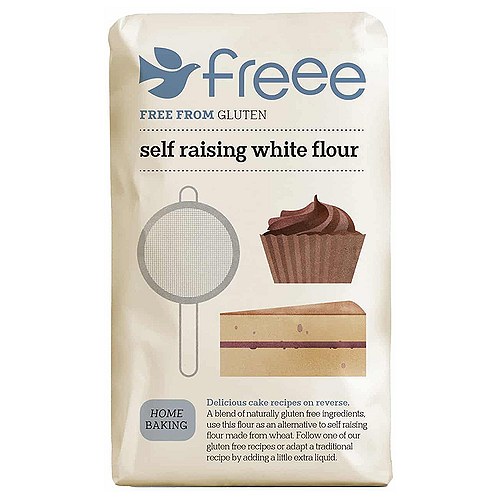 freee
FREE FROM GLUTEN
self raising white flour
HOME
BAKING
Delicious cake recipes on reverse.
A blend of naturally gluten free ingredients,
use this flour as an alternative to self raising
flour made from wheat. Follow one of our
gluten free recipes or adapt a traditional
recipe by adding a little extra liquid.